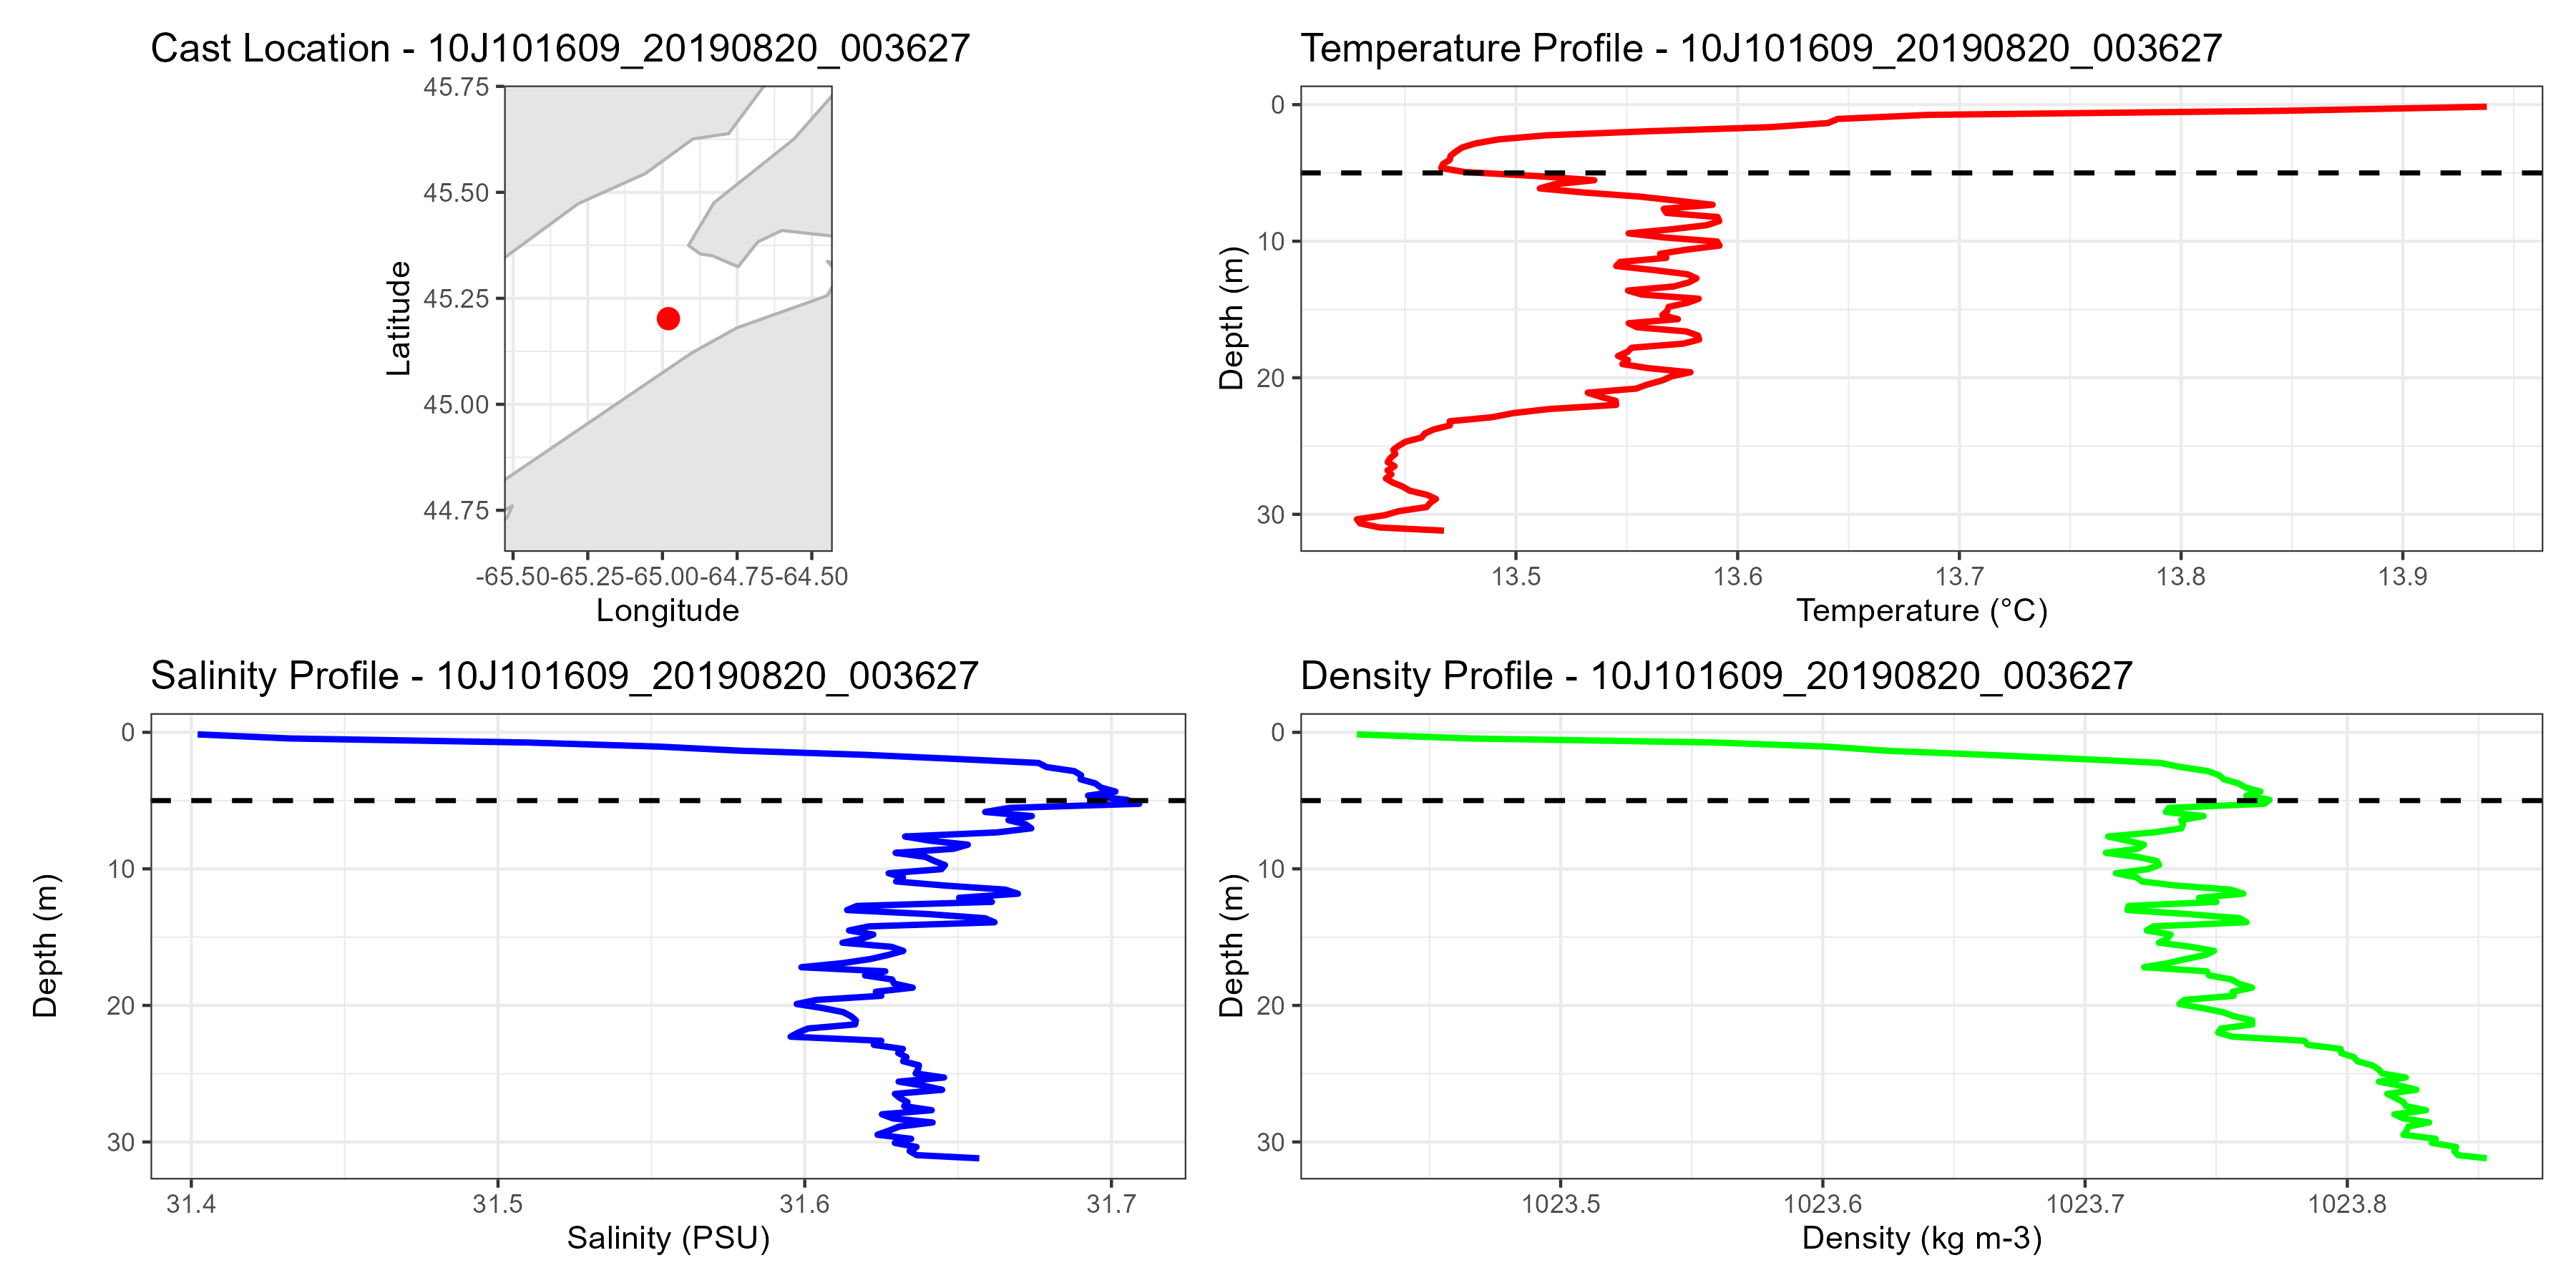 Cast Location - 10J101609_20190820_003627
45.75
45.50
45.25
45.00
44.75
Latitude
-65.50 -65.25 -65.00 -64.75 -64.50
Longitude
Temperature Profile - 10J101609_20190820_003627
0
10
20
30
Depth (m)
13.5 13.6 13.7 13.8 13.9
Temperature (°C)
Salinity Profile - 10J101609_20190820_003627
0
10
20
30
Depth (m)
31.4 31.5 31.6 31.7
Salinity (PSU)
Density Profile - 10J101609_20190820_003627
0
10
20
30
Depth (m)
1023.5 1023.6 1023.7 1023.8
Density (kg m-3)